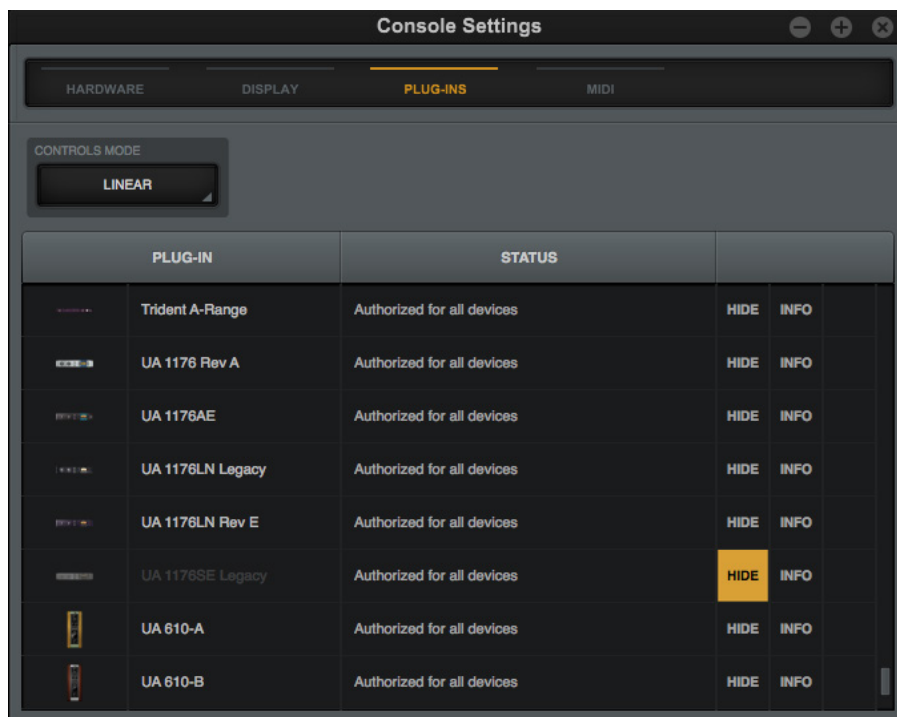 Console Settings
HARDWARE DISPLAY PLUG-INS MIDI
CONTROLS MODE
LINEAR
PLUG-IN STATUS
Trident A-Range Authorized for all devices HIDE INFO
UA 1176 Rev A Authorized for all devices HIDE INFO
UA 1176AE Authorized for all devices HIDE INFO
UA 1176LN Legacy Authorized for all devices HIDE INFO
UA 1176LN Rev E Authorized for all devices HIDE INFO
UA 1176SE Legacy Authorized for all devices HIDE INFO
UA 610-A Authorized for all devices HIDE INFO
UA 610-B Authorized for all devices HIDE INFO